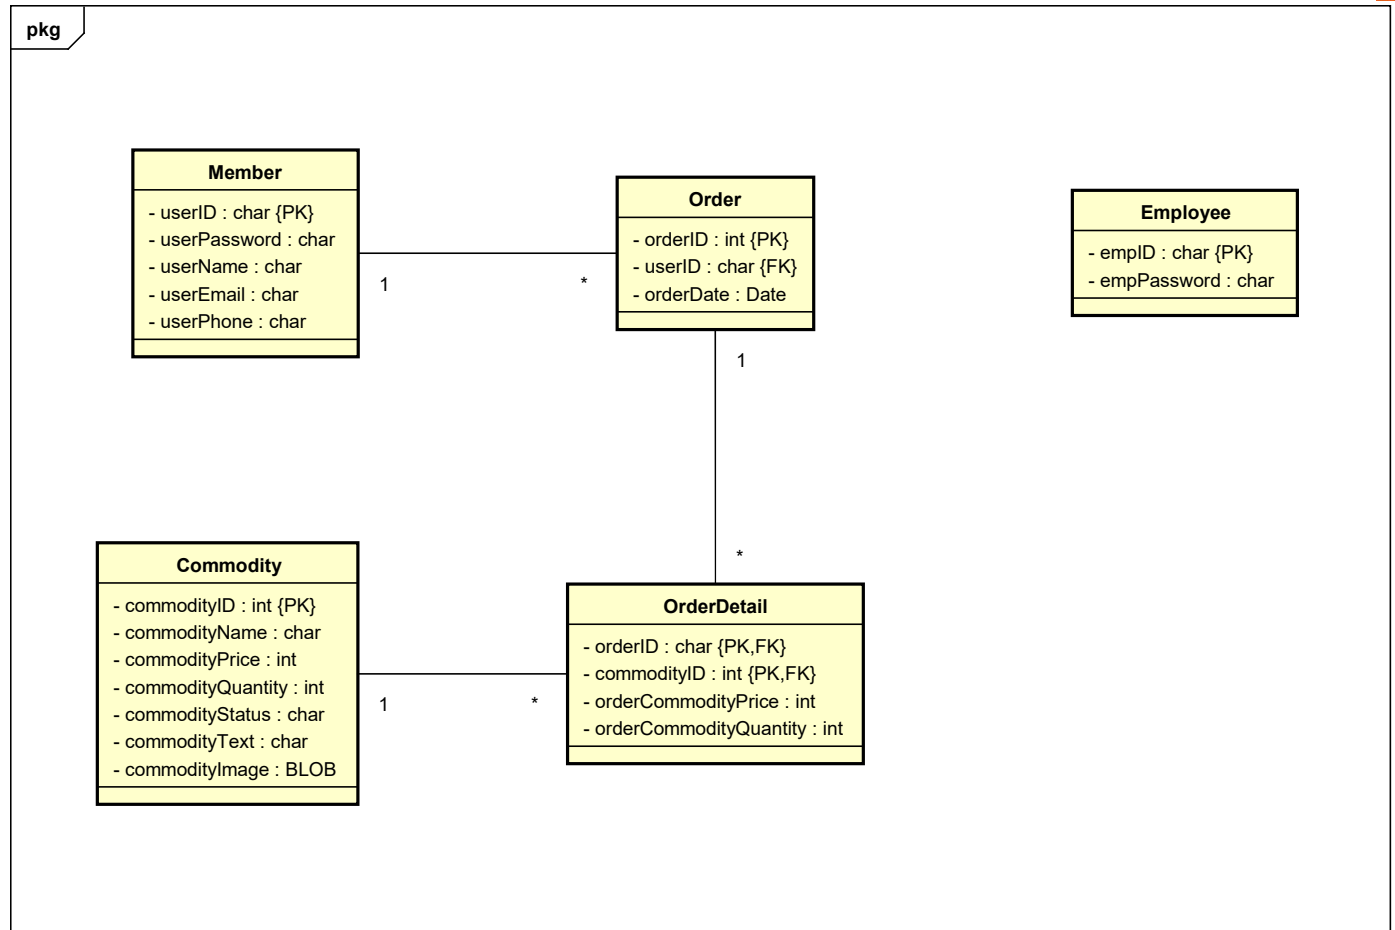 pkg
Member
- userID : char {PK}
- userPassword : char
- userName : char
- userEmail : char
- userPhone : char
1
*
Order
- orderID : int {PK}
- userID : char {FK}
- orderDate : Date
Employee
- empID : char {PK}
- empPassword : char
1
*
Commodity
- commodityID : int {PK}
- commodityName : char
- commodityPrice : int
- commodityQuantity : int
- commodityStatus : char
- commodityText : char
- commodityImage : BLOB
1
*
OrderDetail
- orderID : char {PK,FK}
- commodityID : int {PK,FK}
- orderCommodityPrice : int
- orderCommodityQuantity : int